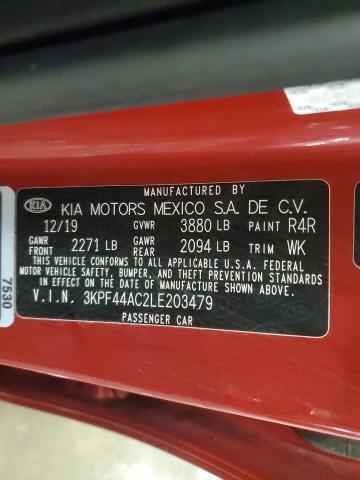 MANUFACTURED BY
KIA KIA MOTORS MEXICO S.A. DE C.V.
12/19 GVWR 3880 LB PAINT R4R
GAWR FRONT 2271 LB GAWR REAR 2094 LB TRIM WK
THIS VEHICLE CONFORMS TO ALL APPLICABLE U.S.A. FEDERAL
MOTOR VEHICLE SAFETY, BUMPER, AND THEFT PREVENTION
STANDARDS IN EFFECT ON THE DATE OF
MANUFACTURE SHOWN ABOVE.
V.I.N. 3KPF44AC2LE203479
PASSENGER CAR
7530